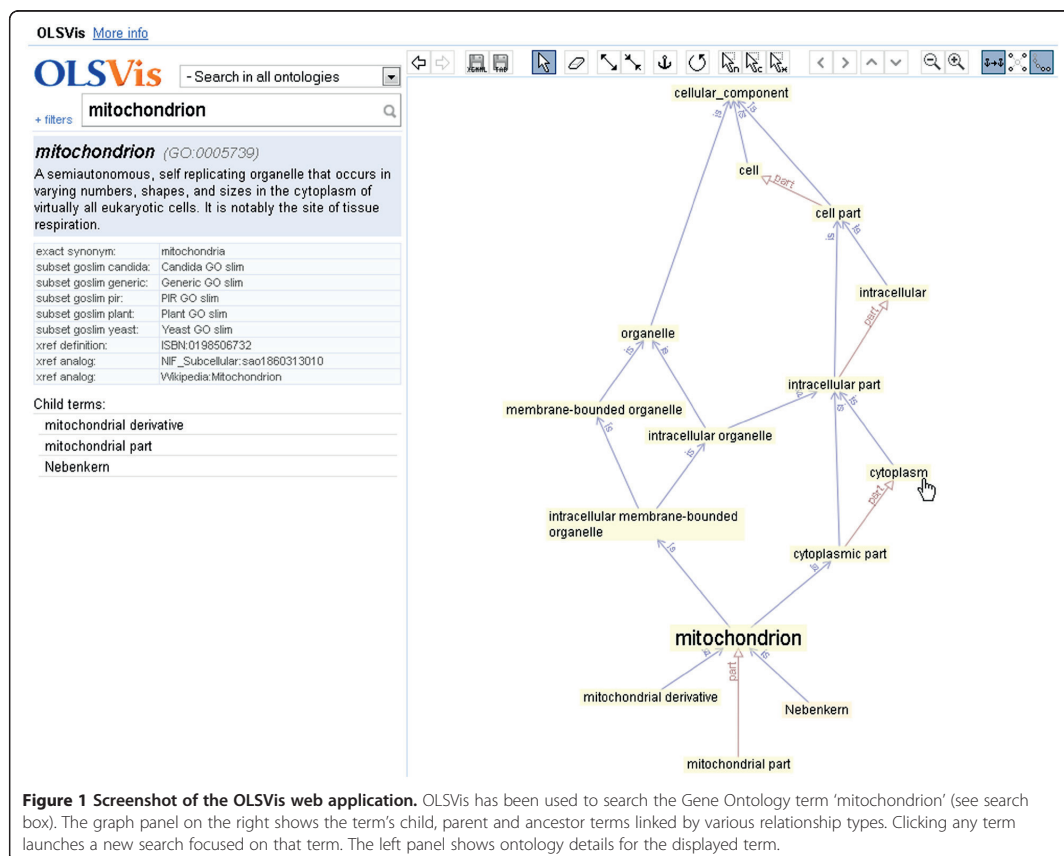 OLSVis More info
OLSVis
- Search in all ontologies
+ filters
mitochondrion
mitochondrion (GO:0005739)
A semiautonomous, self replicating organelle that occurs in
varying numbers, shapes, and sizes in the cytoplasm of
virtually all eukaryotic cells. It is notably the site of tissue
respiration.
exact synonym: mitochondria
subset goslim candida: Candida GO slim
subset goslim generic: Generic GO slim
subset goslim pir: PIR GO slim
subset goslim plant: Plant GO slim
subset goslim yeast: Yeast GO slim
xref definition: ISBN:0198506732
xref analog: NIF_Subcellular:sao1860313010
xref analog: Wikipedia:Mitochondrion
Child terms:
mitochondrial derivative
mitochondrial part
Nebenkern
cellular_component
is
is
is
cell
part
cell part
is
is
intracellular
part
organelle
is
is
intracellular part
is
is
is
membrane-bounded organelle
is
intracellular organelle
is
cytoplasm
part
intracellular membrane-bounded
organelle
is
cytoplasmic part
is
mitochondrion
is
part
is
mitochondrial derivative
Nebenkern
mitochondrial part
Figure 1 Screenshot of the OLSVis web application. OLSVis has been used to search the Gene Ontology term ‘mitochondrion’ (see search
box). The graph panel on the right shows the term’s child, parent and ancestor terms linked by various relationship types. Clicking any term
launches a new search focused on that term. The left panel shows ontology details for the displayed term.